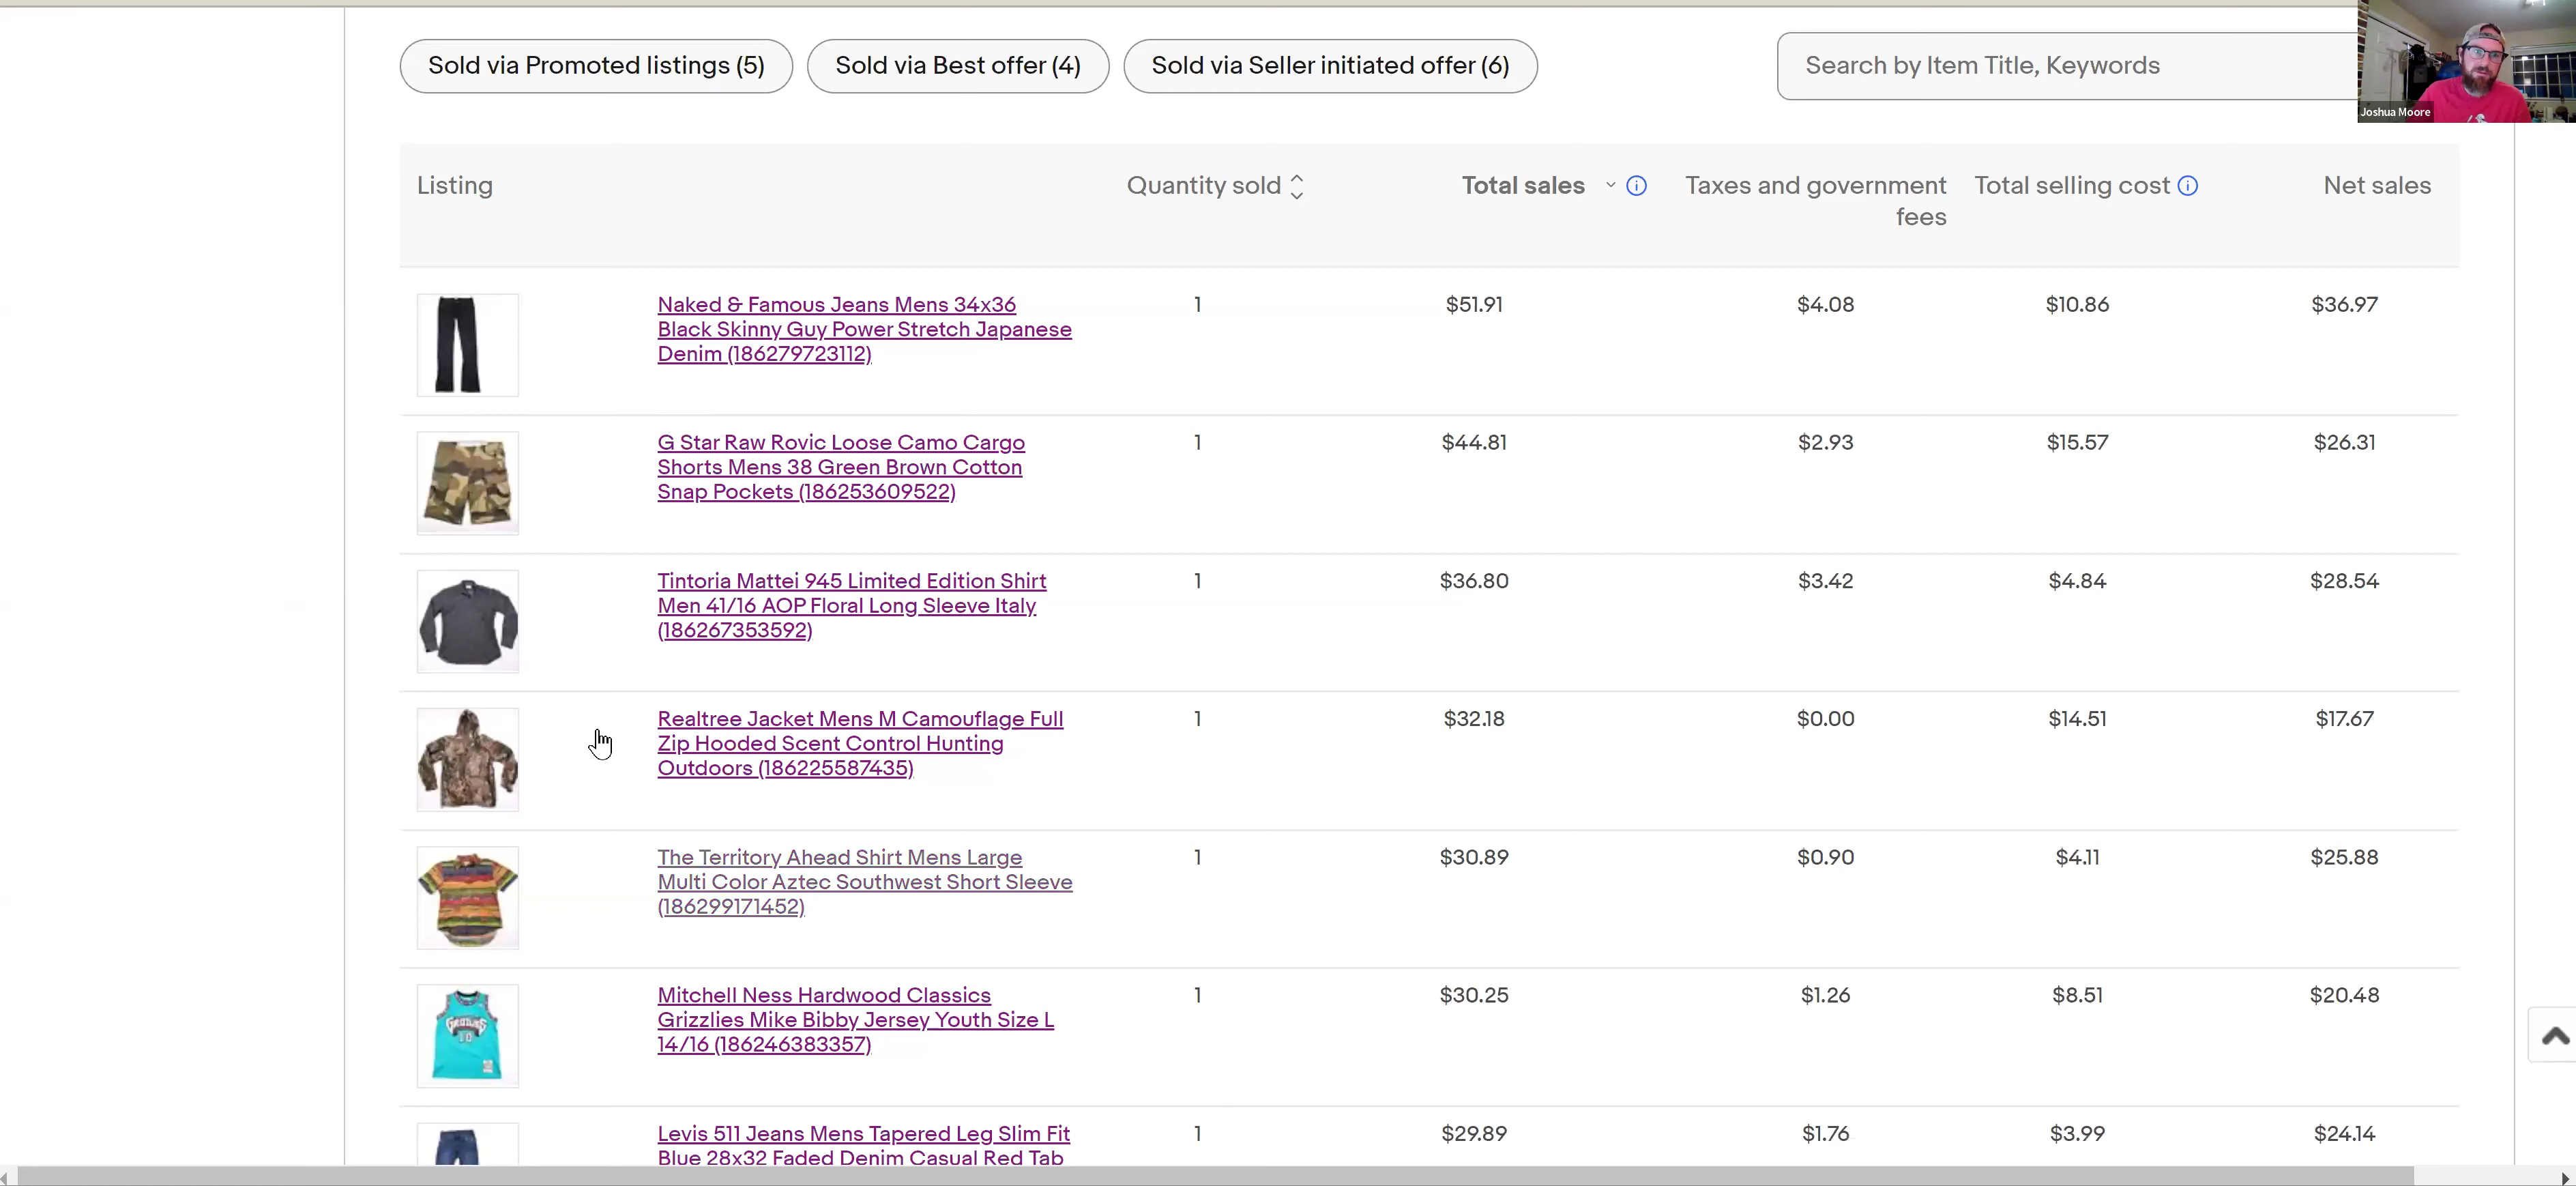 Sold via Promoted listings (5)
Sold via Best offer (4)
Sold via Seller initiated offer (6)
Search by Item Title, Keywords
Joshua Moore
Listing
Quantity sold
Total sales
Taxes and government
fees
Total selling cost
Net sales
Naked & Famous Jeans Mens 34x36
Black Skinny Guy Power Stretch Japanese
Denim (186279723112)
1
$51.91
$4.08
$10.86
$36.97
G Star Raw Rovic Loose Camo Cargo
Shorts Mens 38 Green Brown Cotton
Snap Pockets (186253609522)
1
$44.81
$2.93
$15.57
$26.31
Tintoria Mattei 945 Limited Edition Shirt
Men 41/16 AOP Floral Long Sleeve Italy
(186267353592)
1
$36.80
$3.42
$4.84
$28.54
Realtree Jacket Mens M Camouflage Full
Zip Hooded Scent Control Hunting
Outdoors (186225587435)
1
$32.18
$0.00
$14.51
$17.67
The Territory Ahead Shirt Mens Large
Multi Color Aztec Southwest Short Sleeve
(186299171452)
1
$30.89
$0.90
$4.11
$25.88
Mitchell Ness Hardwood Classics
Grizzlies Mike Bibby Jersey Youth Size L
14/16 (186246383357)
1
$30.25
$1.26
$8.51
$20.48
GRIZZLIES
10
Levis 511 Jeans Mens Tapered Leg Slim Fit
Blue 28x32 Faded Denim Casual Red Tab
1
$29.89
$1.76
$3.99
$24.14